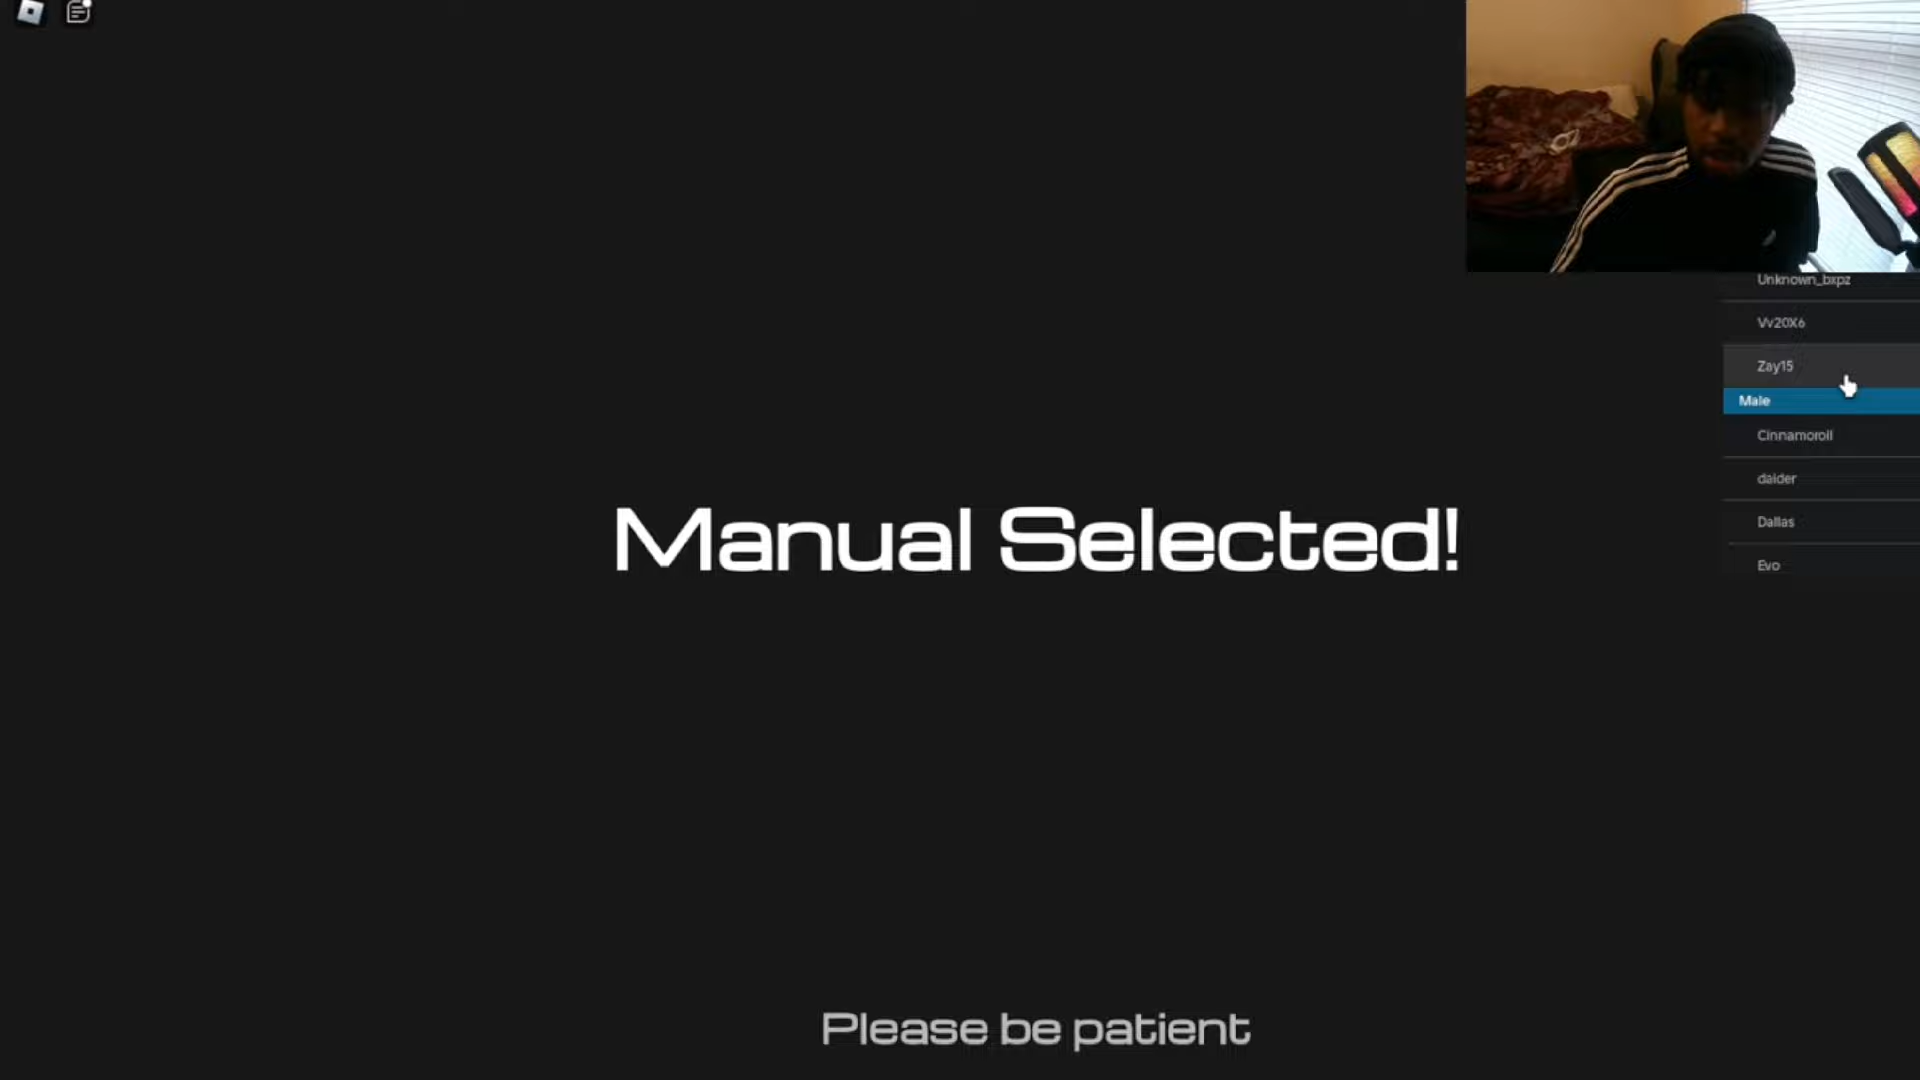 Unknown_bxpz
Vv20X6
Zay15
Male
Cinnamoroll
daider
Dallas
Evo
Manual Selected!
Please be patient